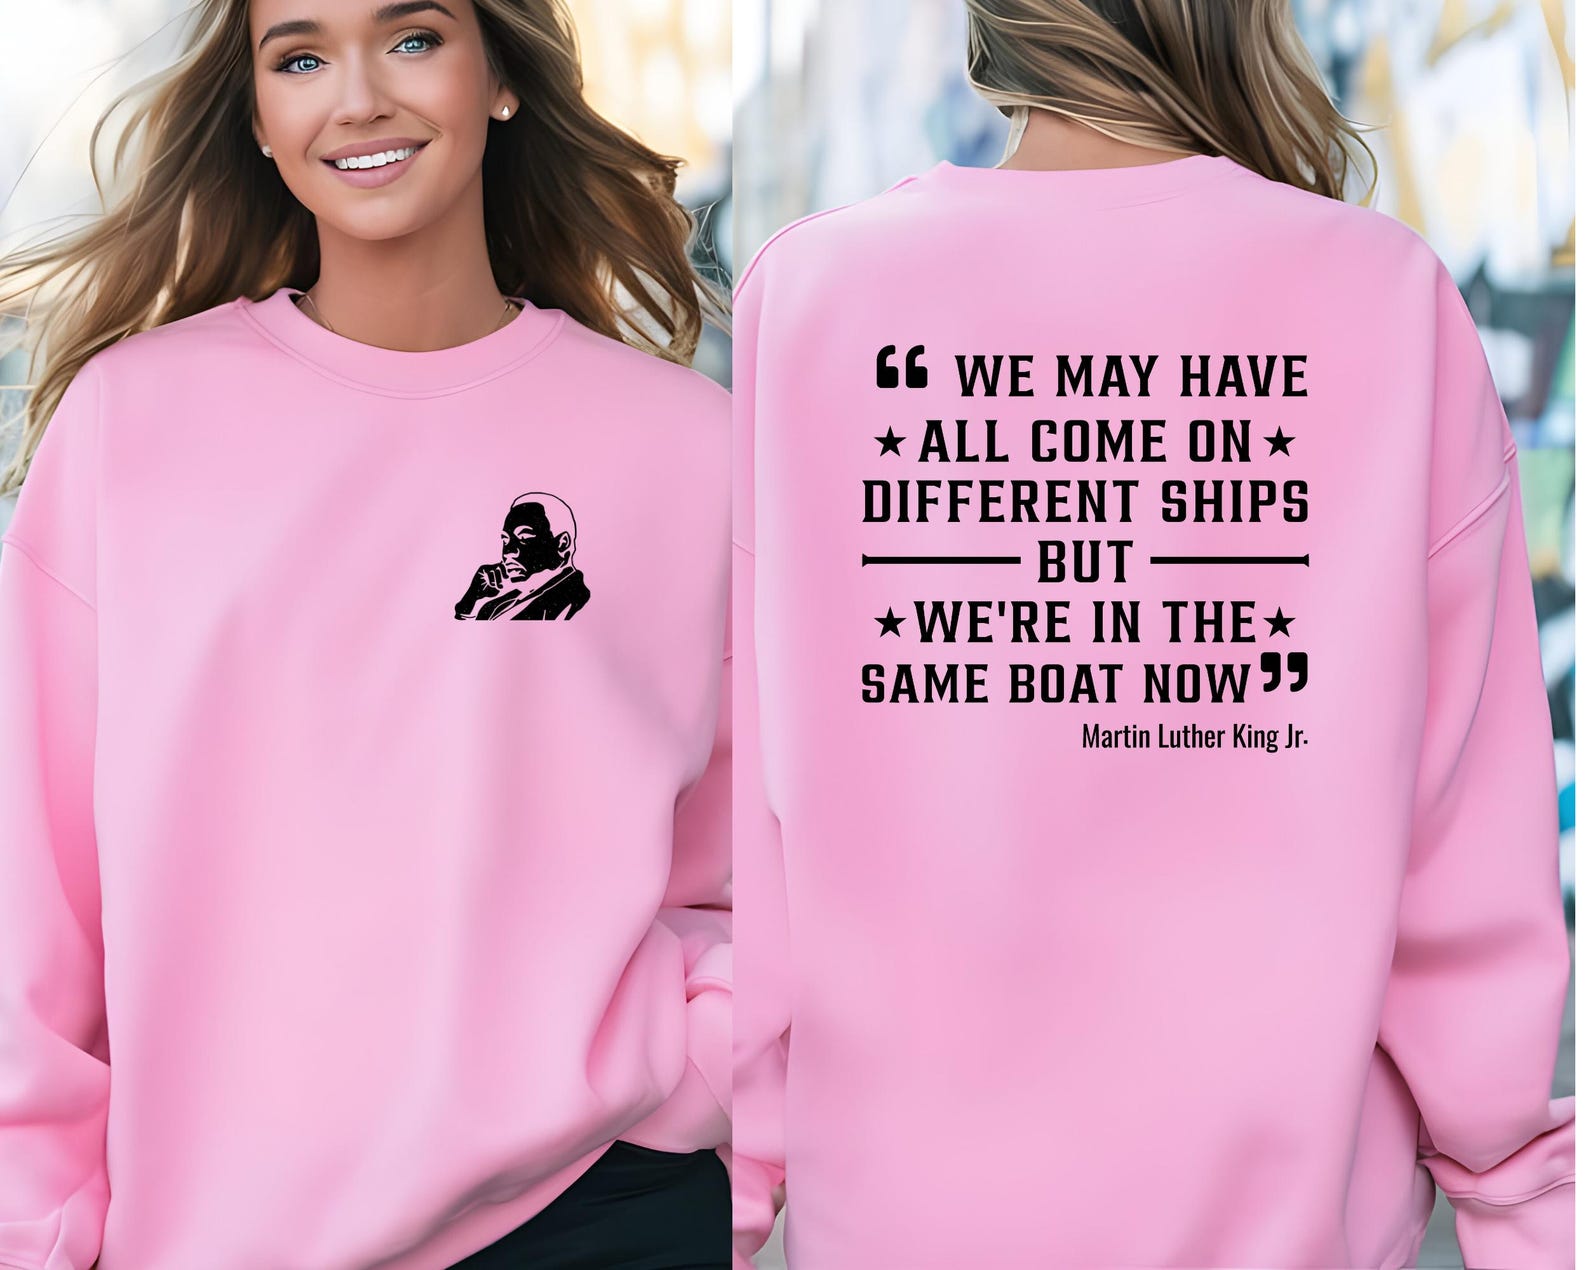 “ WE MAY HAVE
★ ALL COME ON ★
DIFFERENT SHIPS
BUT
★ WE'RE IN THE ★
SAME BOAT NOW ”
Martin Luther King Jr.